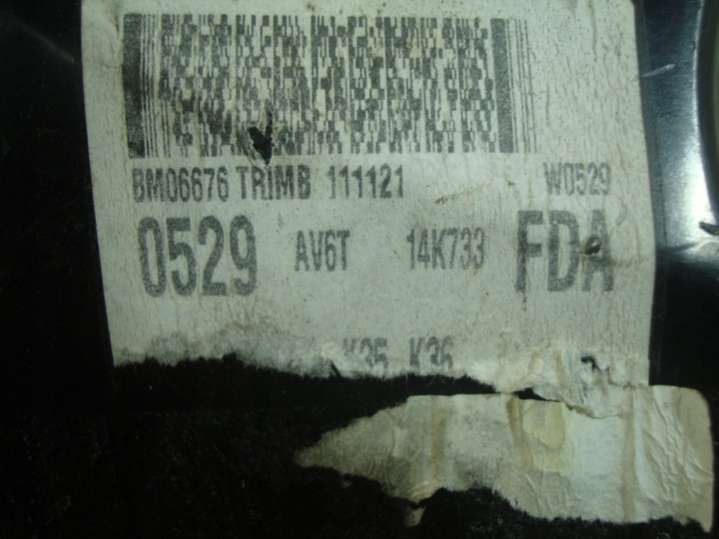 BM06676 TRIMB 111121 W0529
0529 AV6T 14K733 FDA
K35 K36